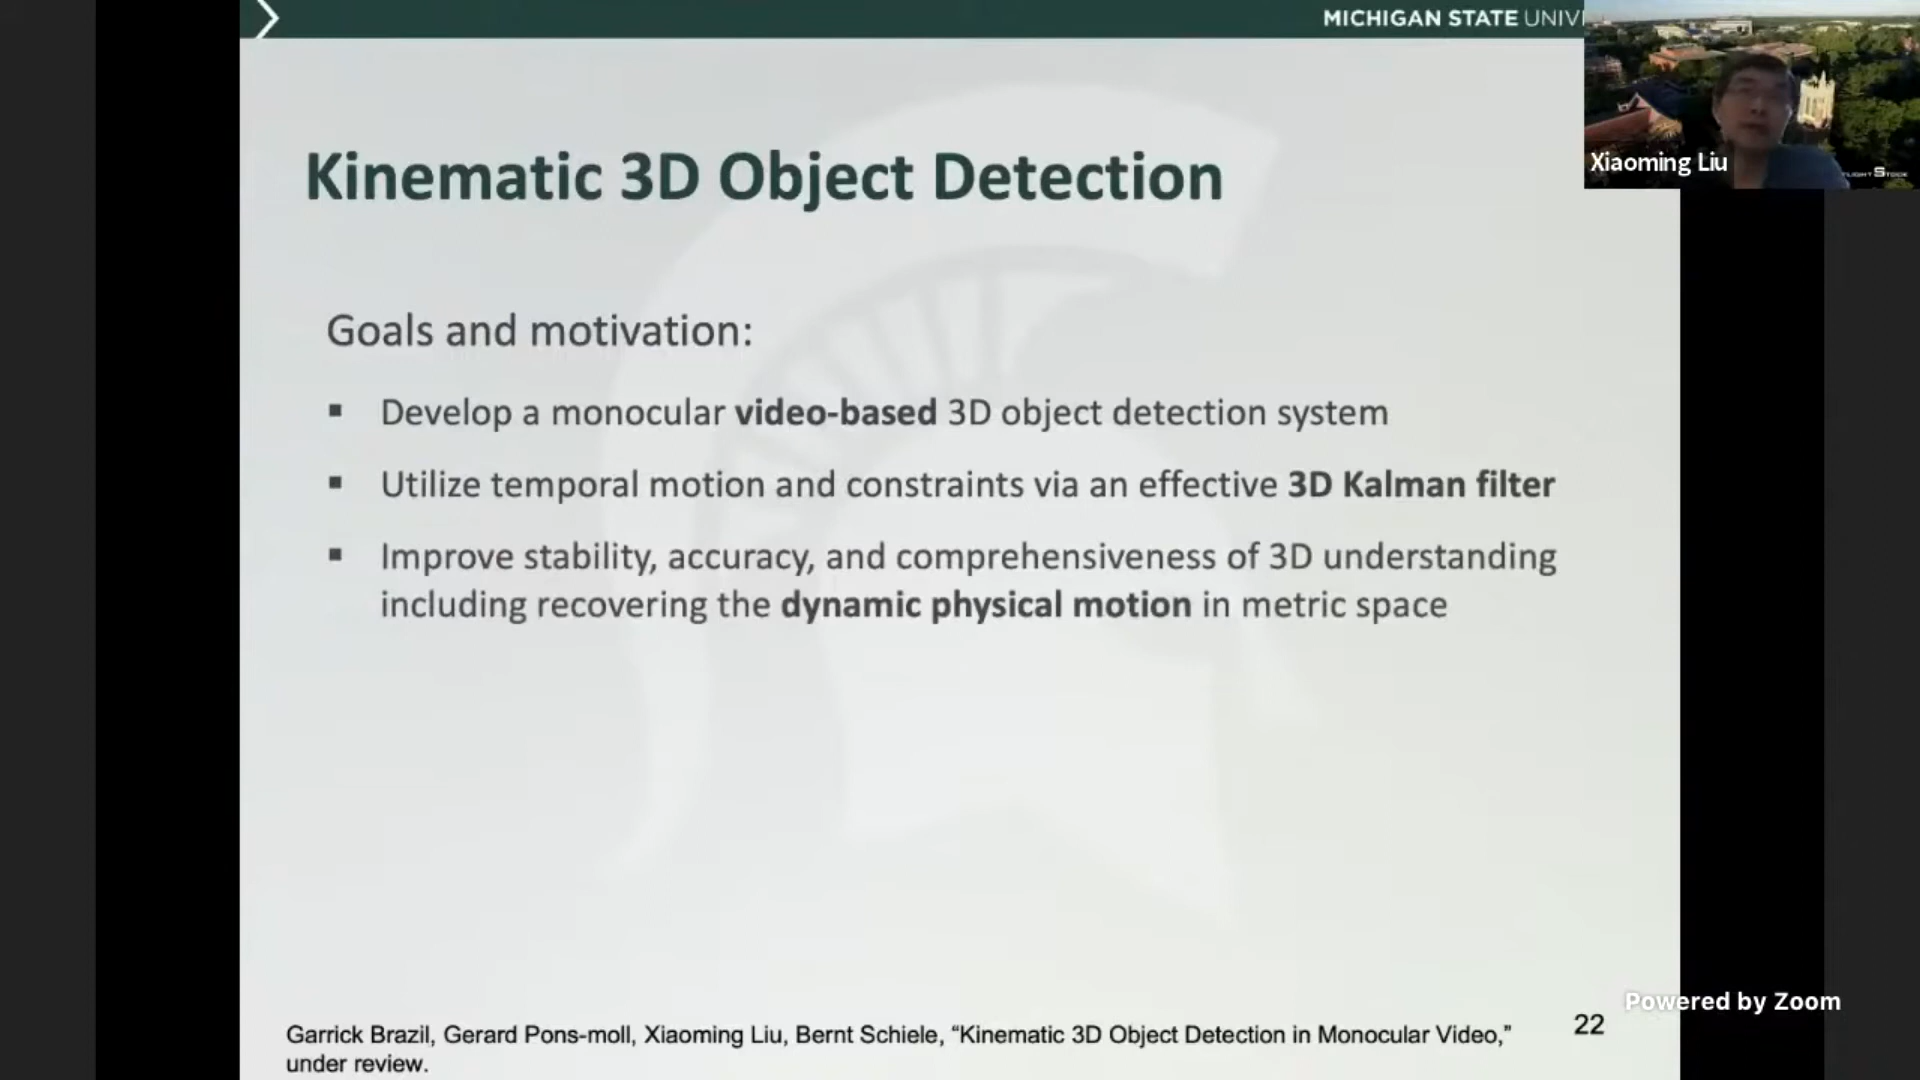 MICHIGAN STATE UNIV
Xiaoming Liu
Kinematic 3D Object Detection
Goals and motivation:
▪ Develop a monocular video-based 3D object detection system
▪ Utilize temporal motion and constraints via an effective 3D Kalman filter
▪ Improve stability, accuracy, and comprehensiveness of 3D understanding
including recovering the dynamic physical motion in metric space
Powered by Zoom
22
Garrick Brazil, Gerard Pons-moll, Xiaoming Liu, Bernt Schiele, “Kinematic 3D Object Detection in Monocular Video,”
under review.